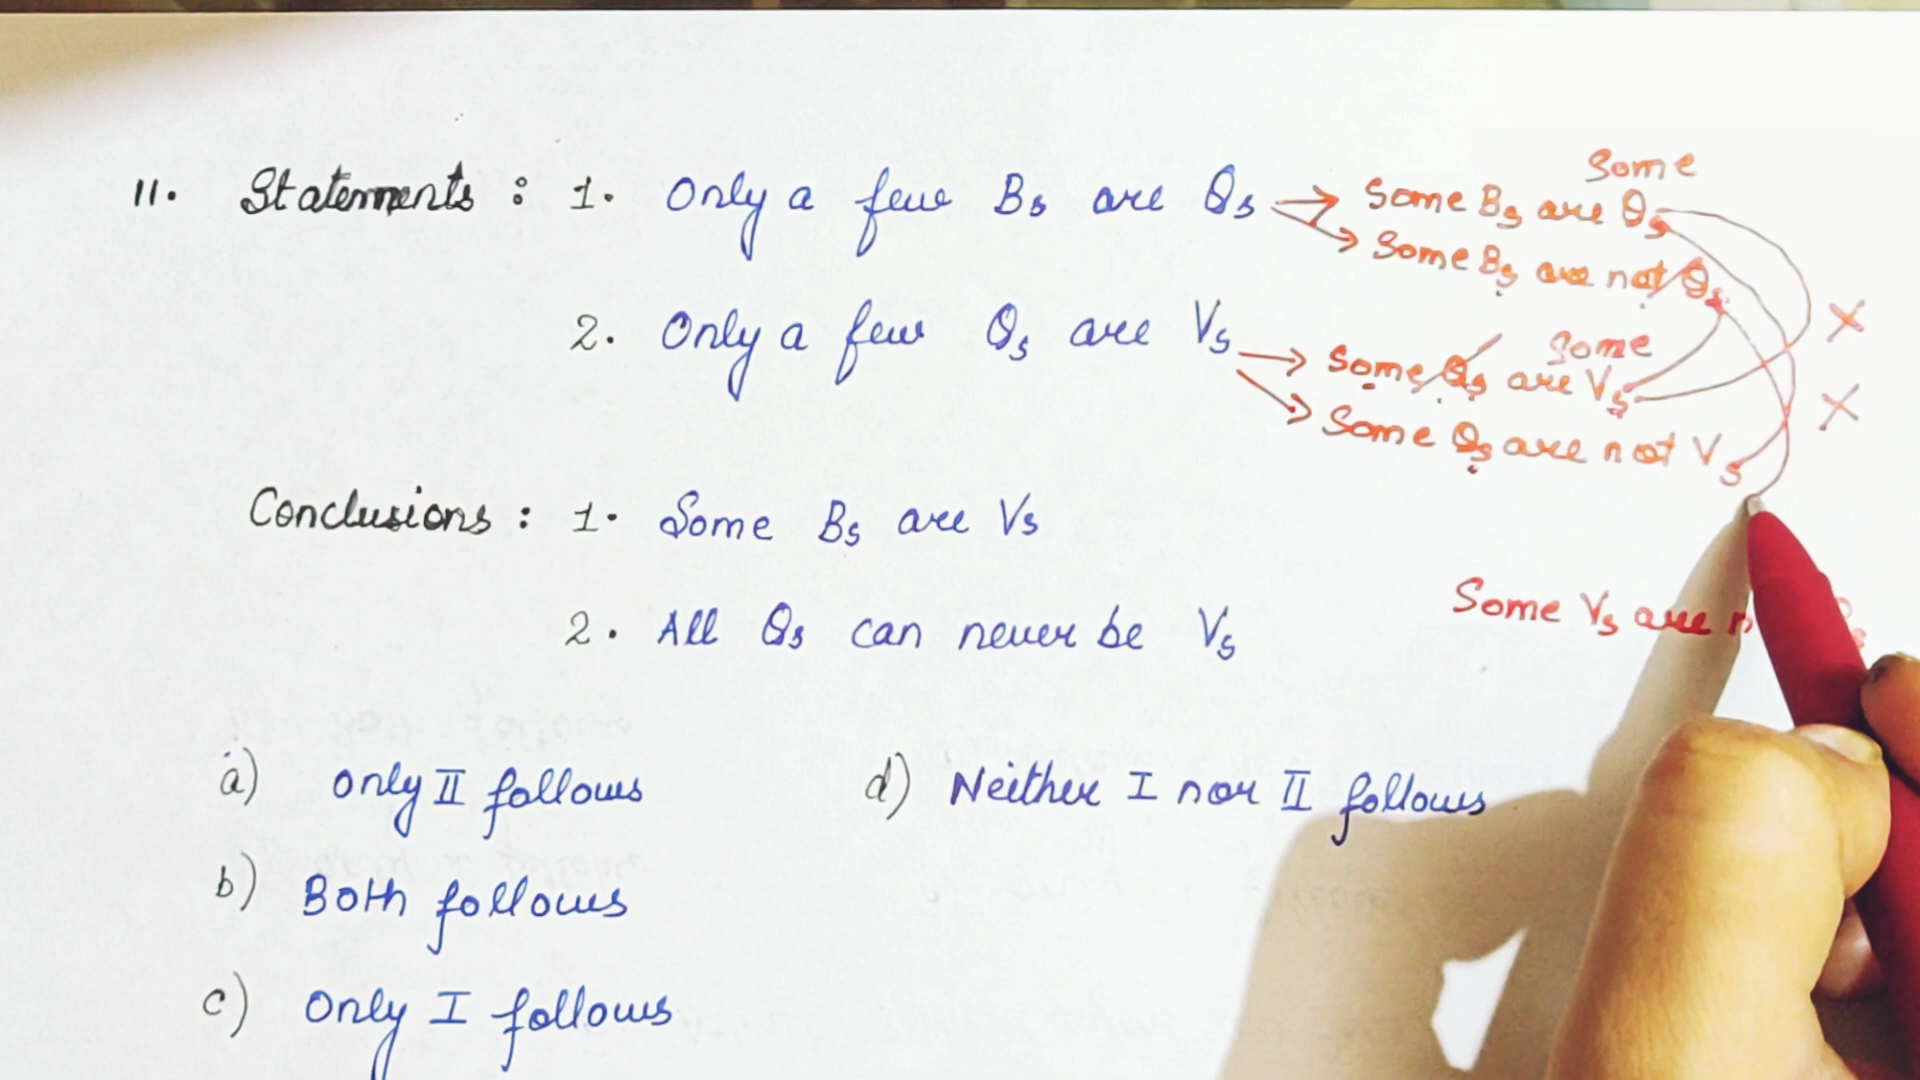 11. Statements : 1. Only a few Bs are Qs
Some
Some Bs are Qs
Some Bs are not Qs
2. Only a few Qs are Vs
Some
Some Qs are Vs
Some Qs are not Vs
Conclusions : 1. Some Bs are Vs
2. All Qs can never be Vs
Some Vs are
a) only II follows
b) Both follows
c) Only I follows
d) Neither I nor II follows